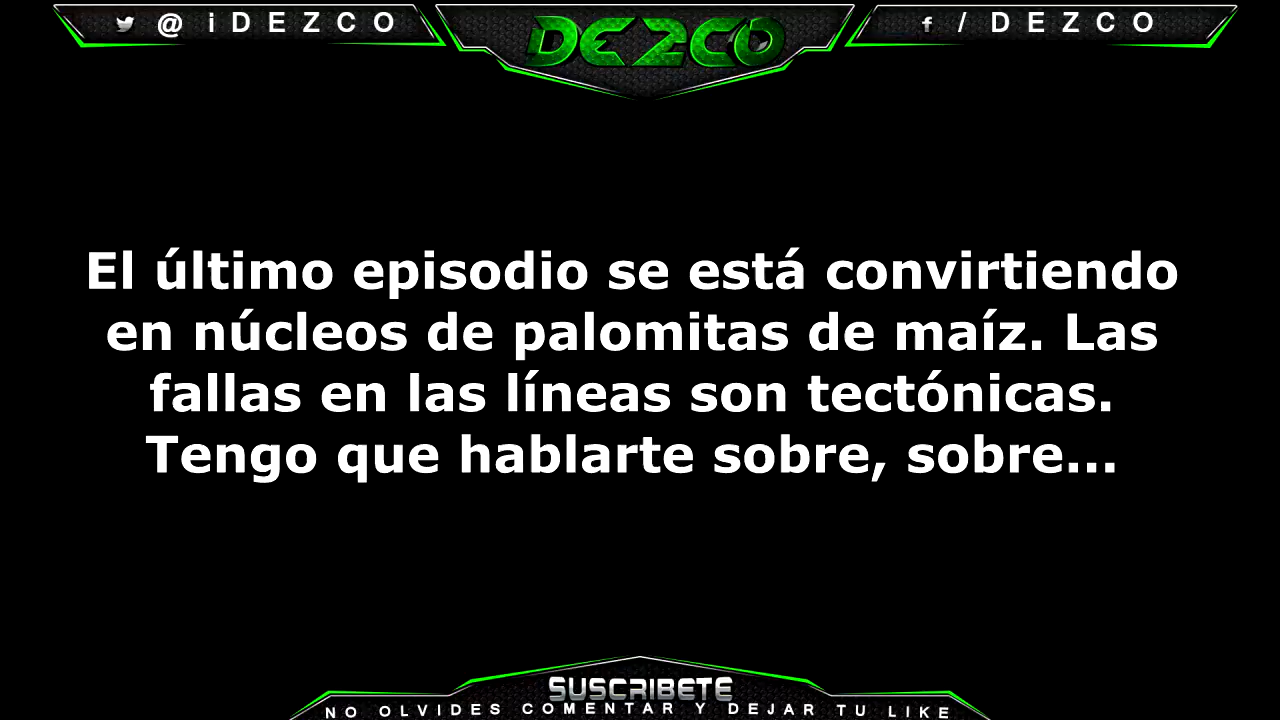 @iDEZCO
DEZCO
/ DEZCO
El último episodio se está convirtiendo
en núcleos de palomitas de maíz. Las
fallas en las líneas son tectónicas.
Tengo que hablarte sobre, sobre...
SUSCRIBETE
NO OLVIDES COMENTAR Y DEJAR TU LIKE